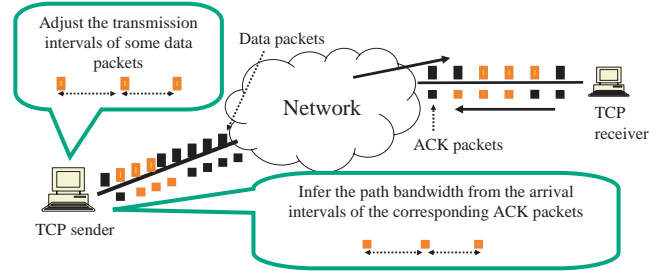 Adjust the transmission
intervals of some data
packets
Data packets
Network
TCP
receiver
ACK packets
TCP sender
Infer the path bandwidth from the arrival
intervals of the corresponding ACK packets